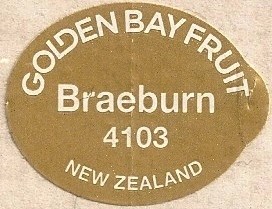 GOLDEN BAY FRUIT
Braeburn
4103
NEW ZEALAND